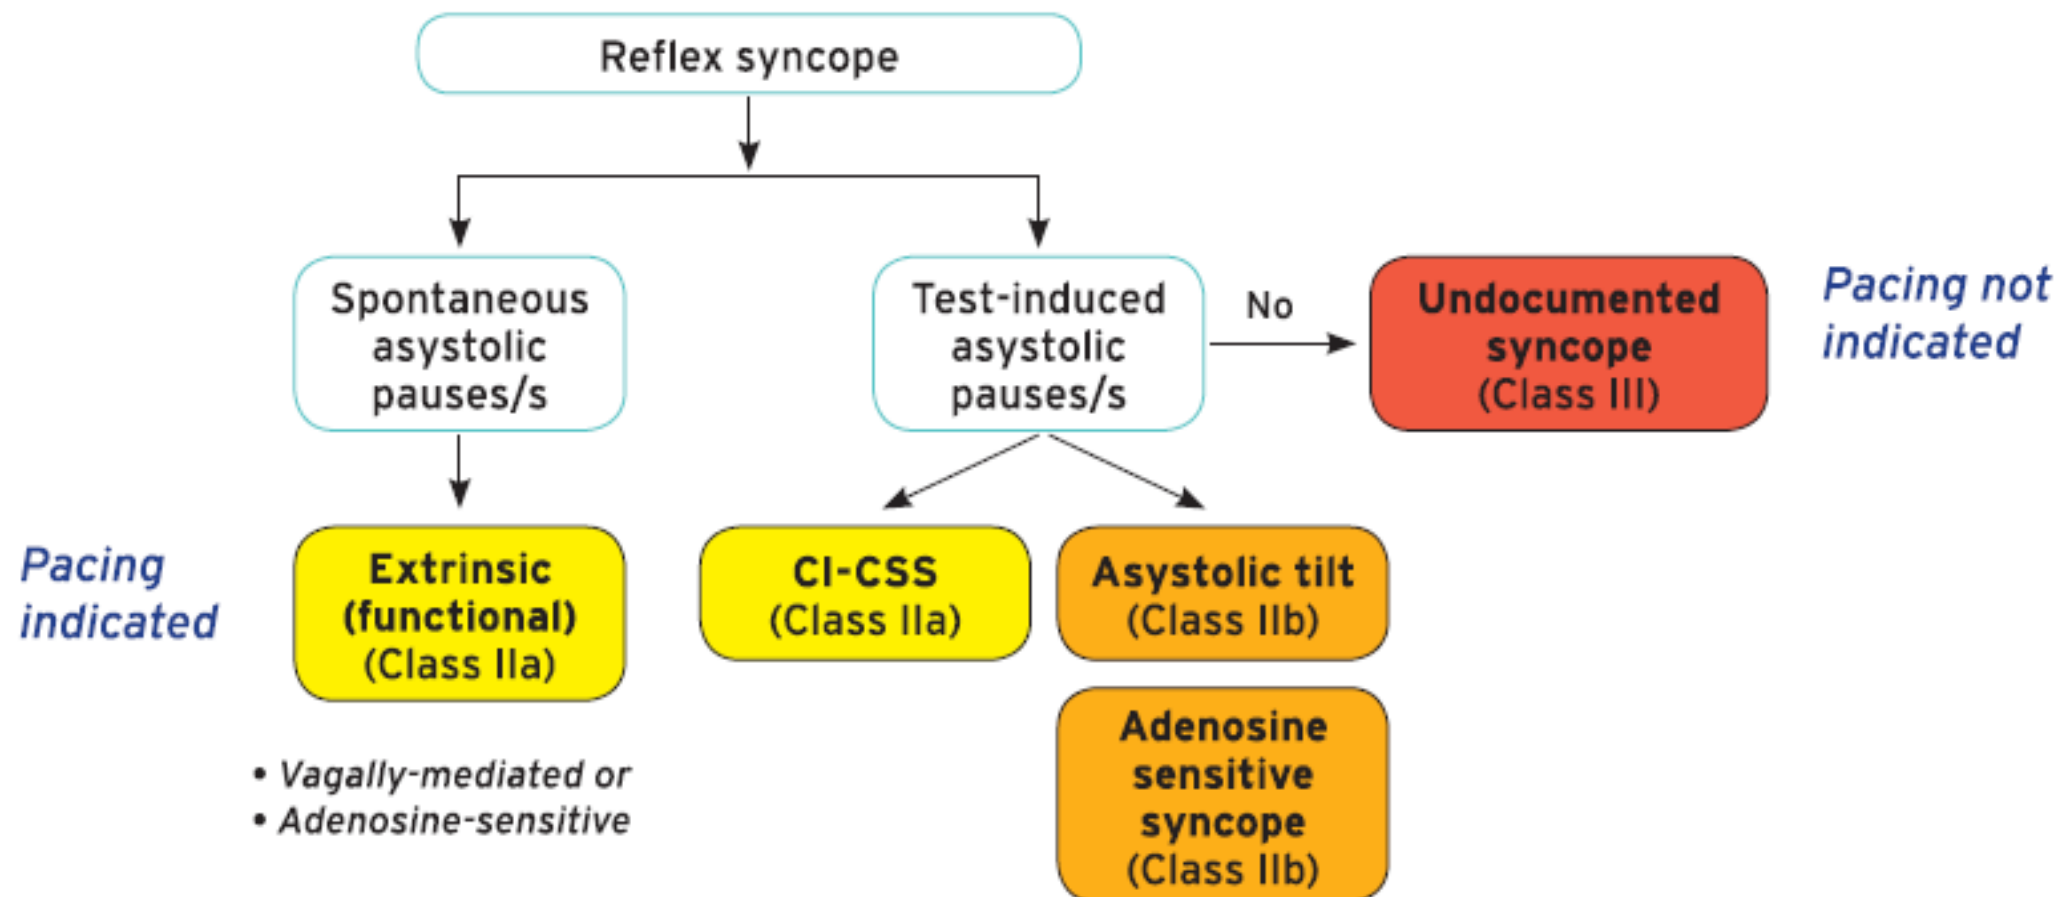 Reflex syncope
Spontaneous
asystolic
pauses/s
Test-induced
asystolic
pauses/s
No
Undocumented
syncope
(Class III)
Pacing not
indicated
Pacing
indicated
Extrinsic
(functional)
(Class IIa)
CI-CSS
(Class IIa)
Asystolic tilt
(Class IIb)
• Vagally-mediated or
• Adenosine-sensitive
Adenosine
sensitive
syncope
(Class IIb)